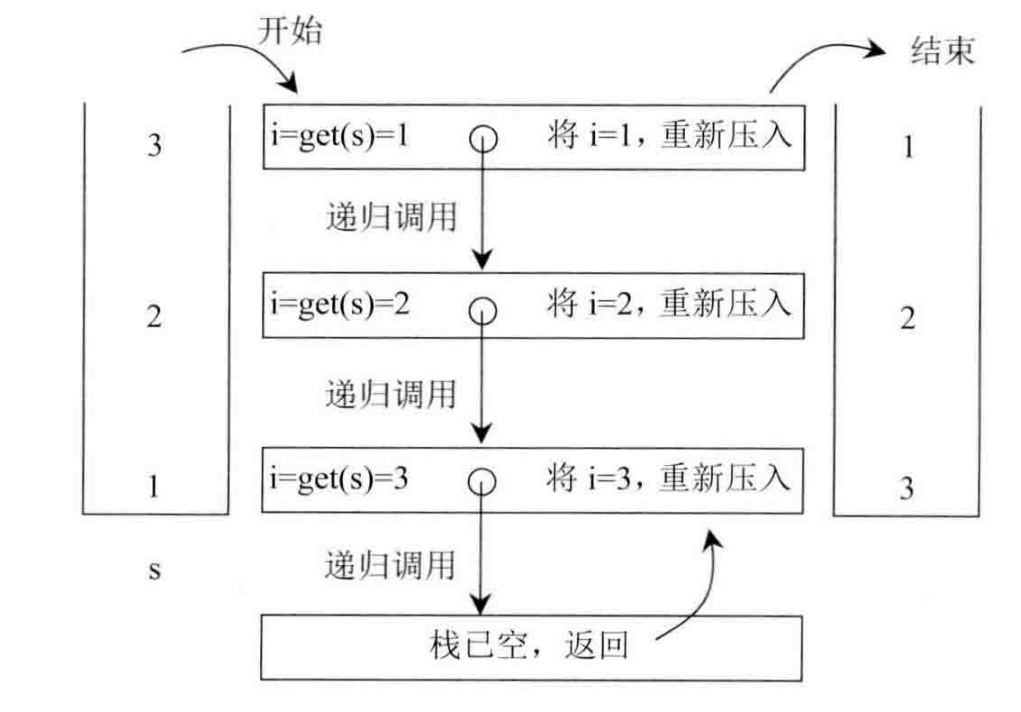 开始
结束
3
i=get(s)=1
将 i=1, 重新压入
1
递归调用
2
i=get(s)=2
将 i=2, 重新压入
2
递归调用
1
i=get(s)=3
将 i=3, 重新压入
3
s
递归调用
栈已空，返回